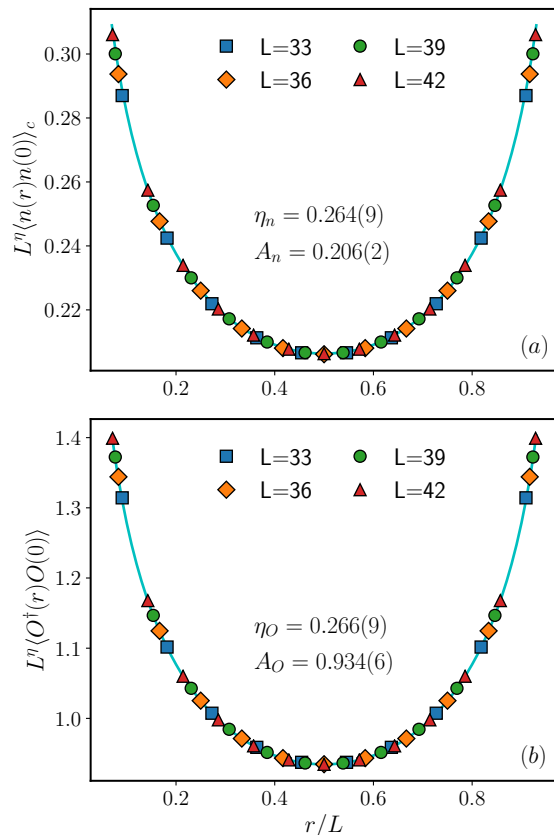 L^η⟨n(r)n(0)⟩_c
0.30
0.28
0.26
0.24
0.22
L=33
L=39
L=36
L=42
η_n = 0.264(9)
A_n = 0.206(2)
(a)
0.2
0.4
0.6
0.8
L^η⟨O^†(r)O(0)⟩
1.4
1.3
1.2
1.1
1.0
L=33
L=39
L=36
L=42
η_O = 0.266(9)
A_O = 0.934(6)
(b)
0.2
0.4
0.6
0.8
r/L